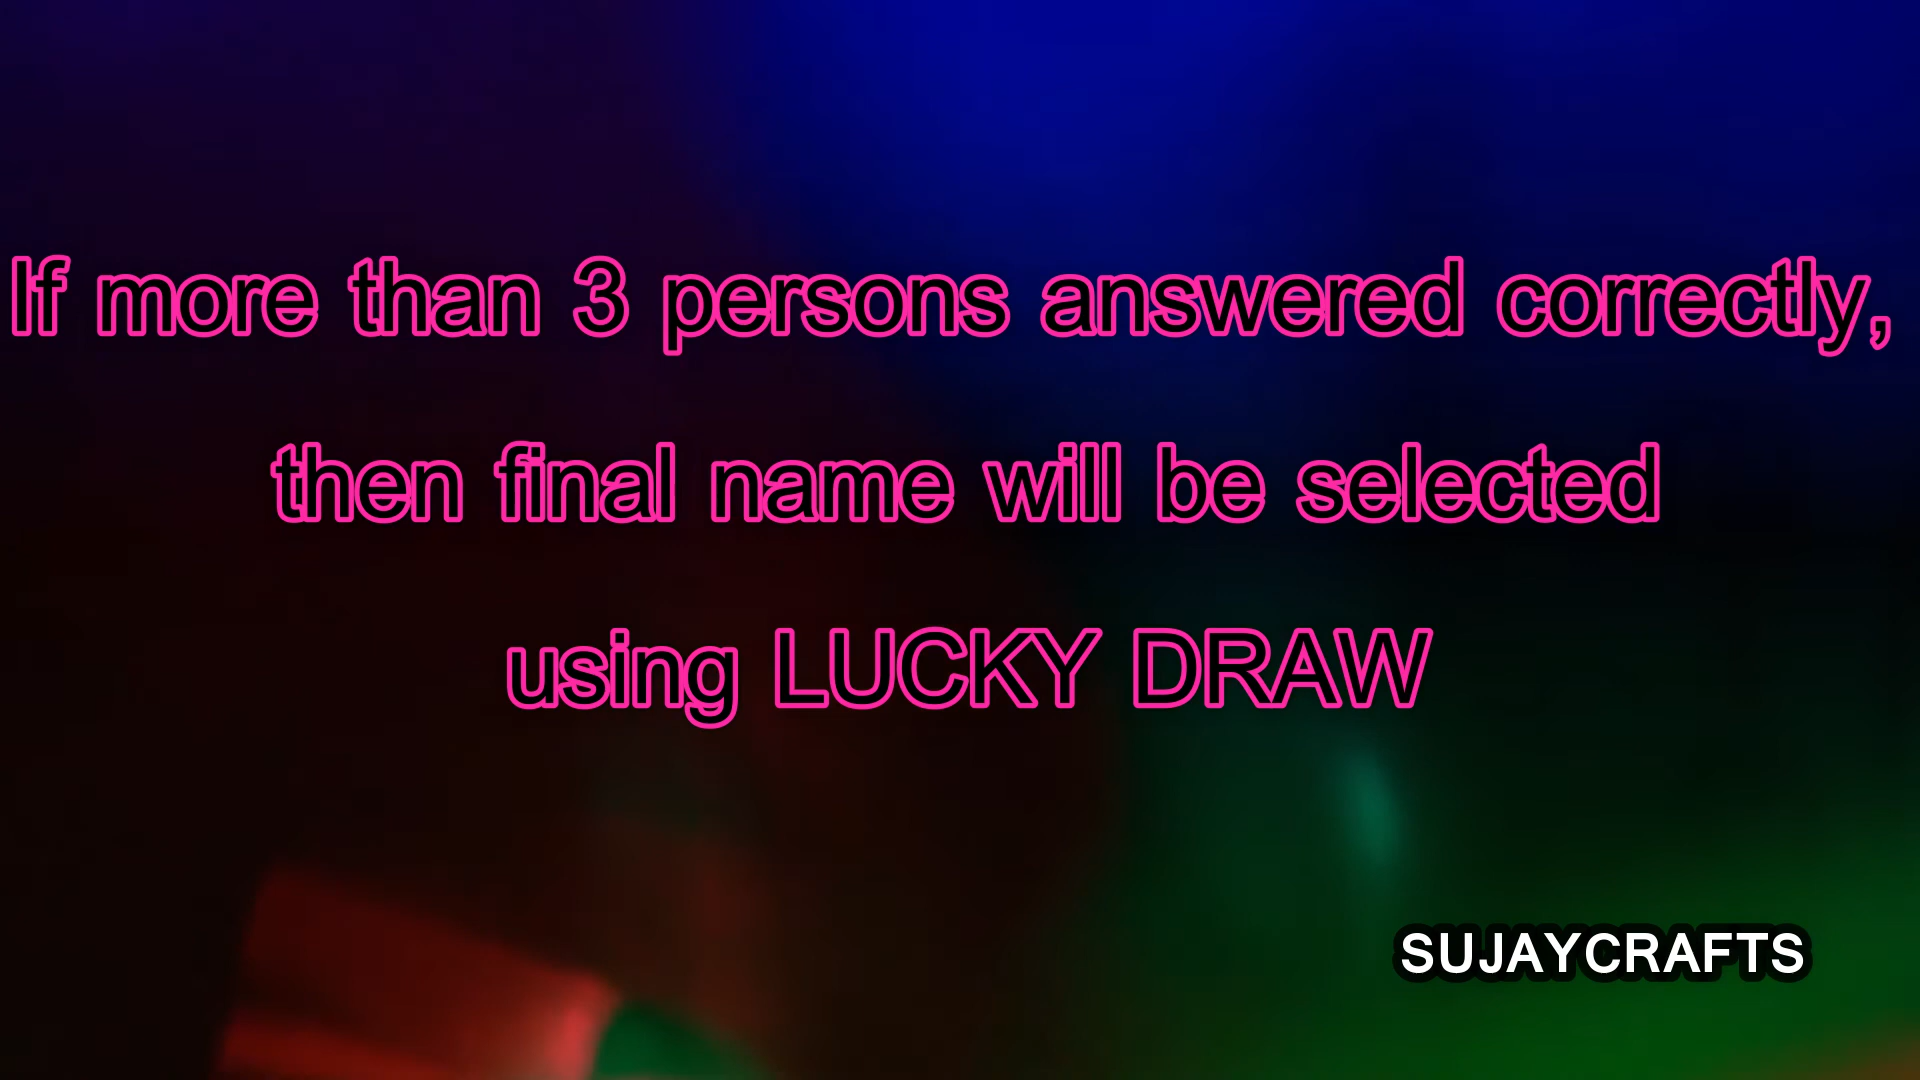 If more than 3 persons answered correctly,
then final name will be selected
using LUCKY DRAW
SUJAYCRAFTS